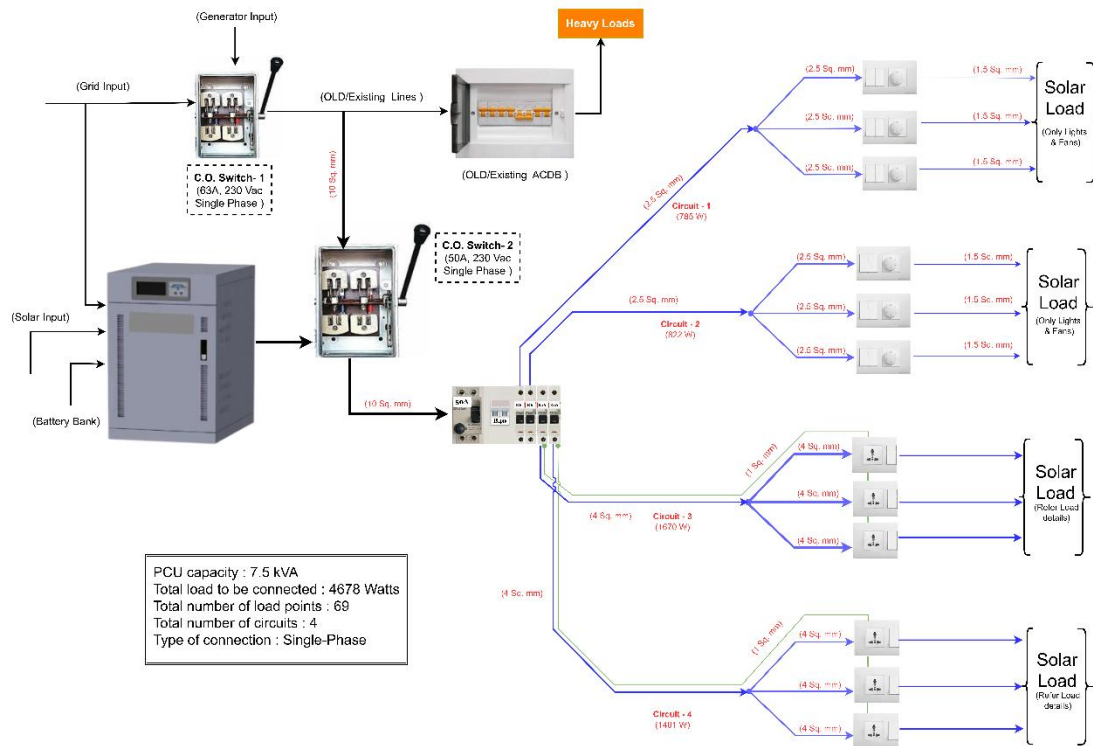 (Generator Input)
Heavy Loads
(Grid Input)
(OLD/Existing Lines )
C.O. Switch- 1
(63A, 230 Vac
Single Phase )
(OLD/Existing ACDB )
(10 Sq. mm)
C.O. Switch- 2
(50A, 230 Vac
Single Phase )
(Solar Input)
(Battery Bank)
(10 Sq. mm)
50A
(2.5 Sq. mm)
Circuit - 1
(785 W)
(2.5 Sq. mm)
(1.5 Sq. mm)
(2.5 Sq. mm)
(1.5 Sq. mm)
(2.5 Sq. mm)
(1.5 Sq. mm)
Solar
Load
(Only Lights
& Fans)
(2.5 Sq. mm)
Circuit - 2
(822 W)
(2.5 Sq. mm)
(1.5 Sq. mm)
(2.5 Sq. mm)
(1.5 Sq. mm)
(2.5 Sq. mm)
(1.5 Sq. mm)
Solar
Load
(Only Lights
& Fans)
(1 Sq. mm)
(4 Sq. mm)
Circuit - 3
(1670 W)
(4 Sq. mm)
(4 Sq. mm)
(4 Sq. mm)
Solar
Load
(Refer Load
details)
(4 Sq. mm)
(1 Sq. mm)
Circuit - 4
(1401 W)
(4 Sq. mm)
(4 Sq. mm)
(4 Sq. mm)
Solar
Load
(Refer Load
details)
PCU capacity : 7.5 kVA
Total load to be connected : 4678 Watts
Total number of load points : 69
Total number of circuits : 4
Type of connection : Single-Phase